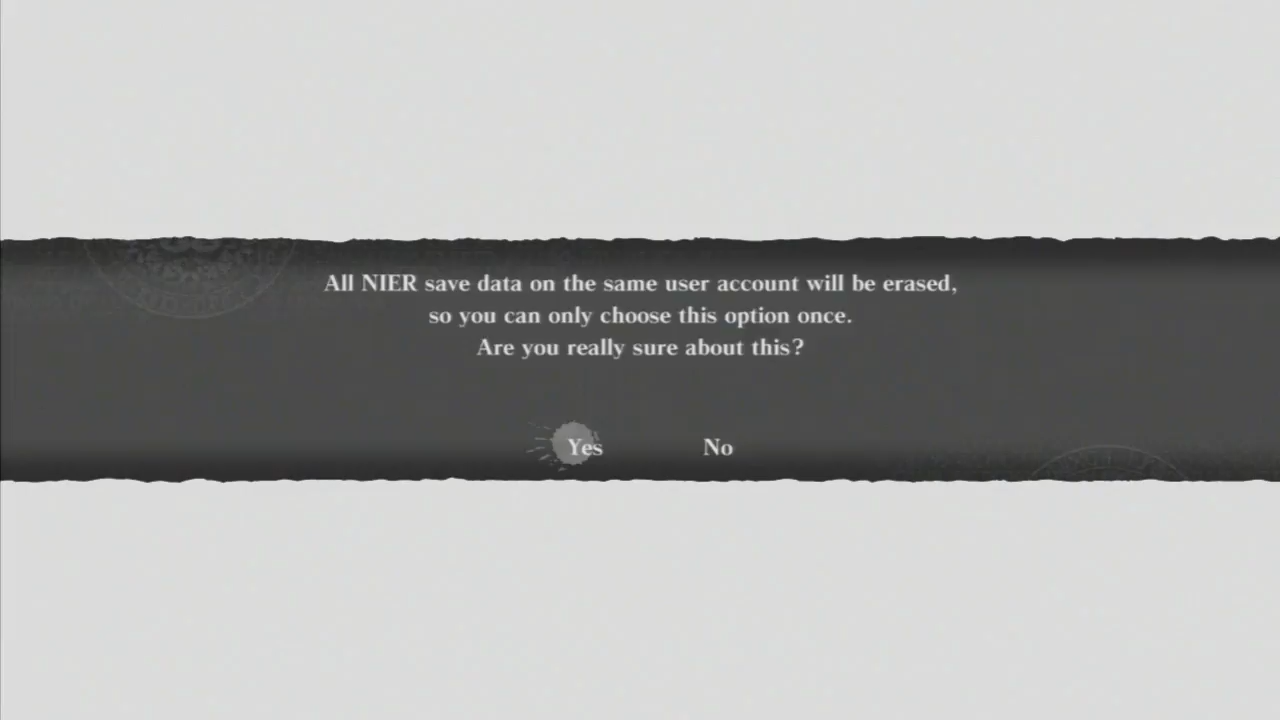 All NIER save data on the same user account will be erased,
so you can only choose this option once.
Are you really sure about this?
Yes No